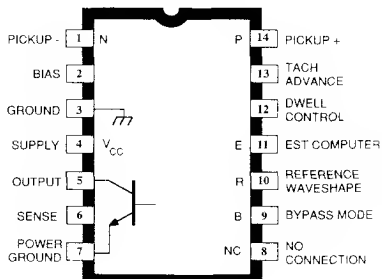 PICKUP - 1 N
BIAS 2
GROUND 3
SUPPLY 4 VCC
OUTPUT 5
SENSE 6
POWER
GROUND 7
P 14 PICKUP +
13 TACH
ADVANCE
12 DWELL
CONTROL
E 11 EST COMPUTER
R 10 REFERENCE
WAVESHAPE
B 9 BYPASS MODE
NC 8 NO
CONNECTION